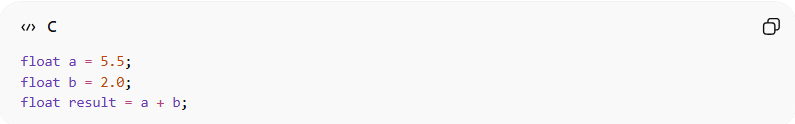 C
float a = 5.5;
float b = 2.0;
float result = a + b;